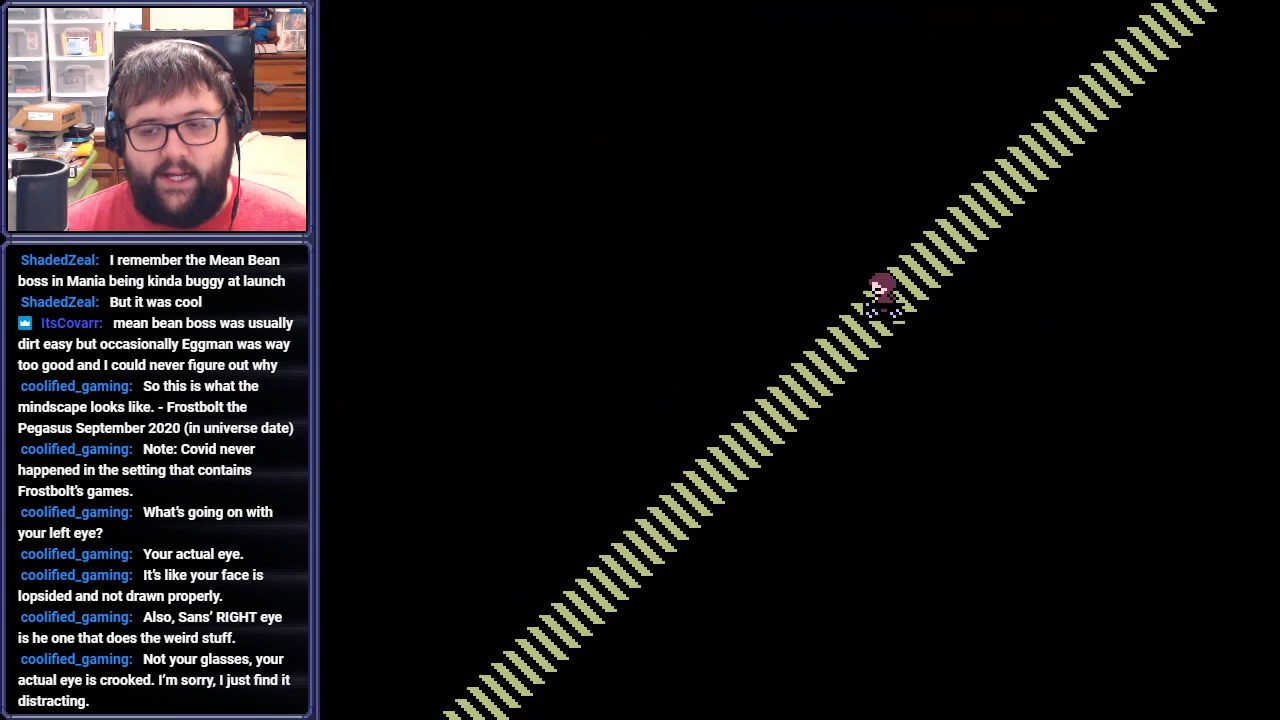 ShadedZeal: I remember the Mean Bean
boss in Mania being kinda buggy at launch
ShadedZeal: But it was cool
ItsCovarr: mean bean boss was usually
dirt easy but occasionally Eggman was way
too good and I could never figure out why
coolified_gaming: So this is what the
mindscape looks like. - Frostbolt the
Pegasus September 2020 (in universe date)
coolified_gaming: Note: Covid never
happened in the setting that contains
Frostbolt's games.
coolified_gaming: What's going on with
your left eye?
coolified_gaming: Your actual eye.
coolified_gaming: It's like your face is
lopsided and not drawn properly.
coolified_gaming: Also, Sans' RIGHT eye
is he one that does the weird stuff.
coolified_gaming: Not your glasses, your
actual eye is crooked. I'm sorry, I just find it
distracting.